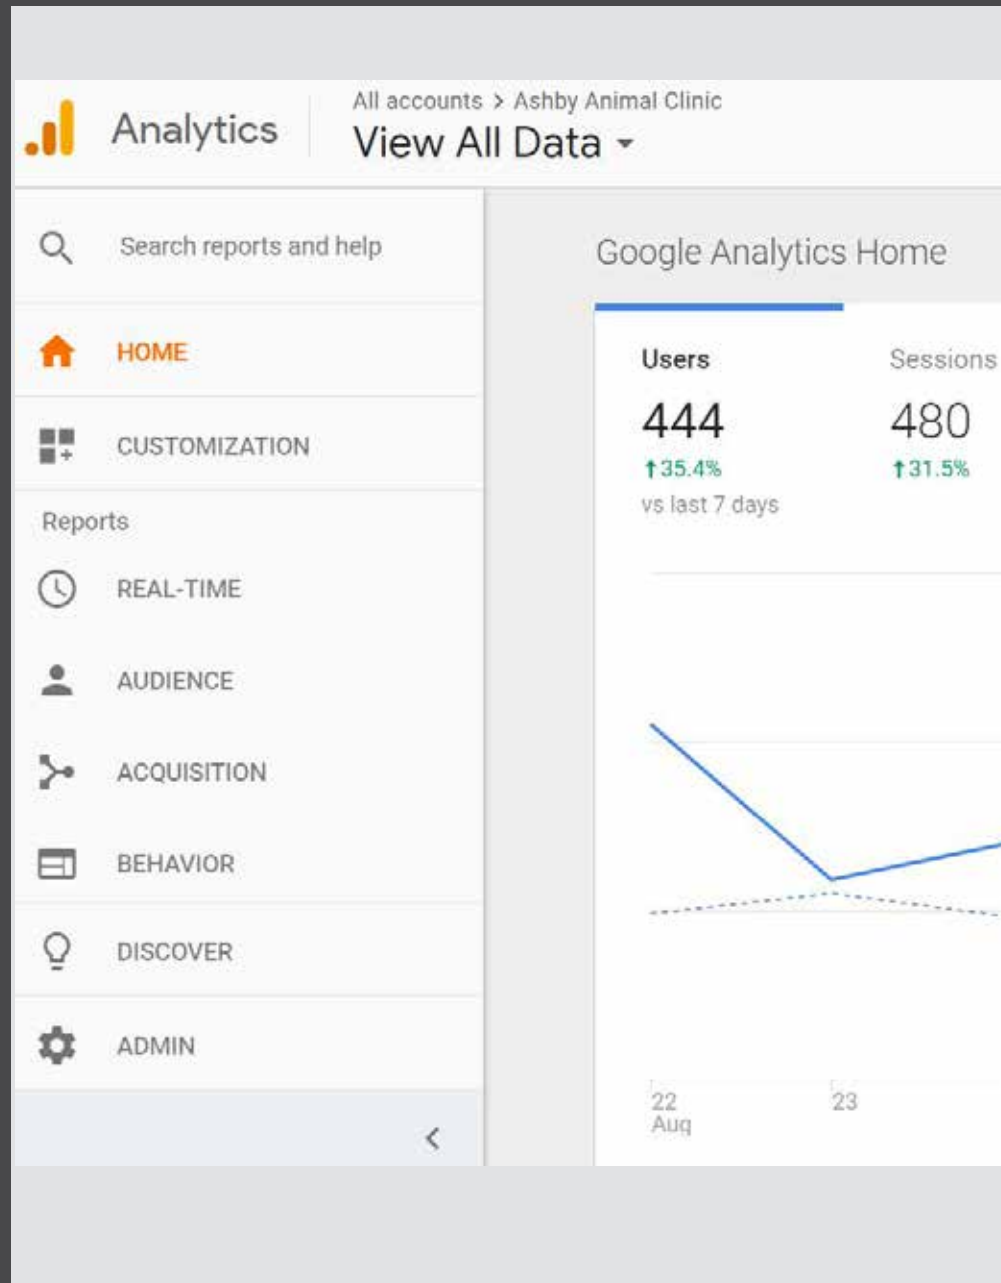 Analytics
All accounts > Ashby Animal Clinic
View All Data
Search reports and help
HOME
CUSTOMIZATION
Reports
REAL-TIME
AUDIENCE
ACQUISITION
BEHAVIOR
DISCOVER
ADMIN
Google Analytics Home
Users
444
↑35.4%
vs last 7 days
Sessions
480
↑31.5%
22
Aug
23